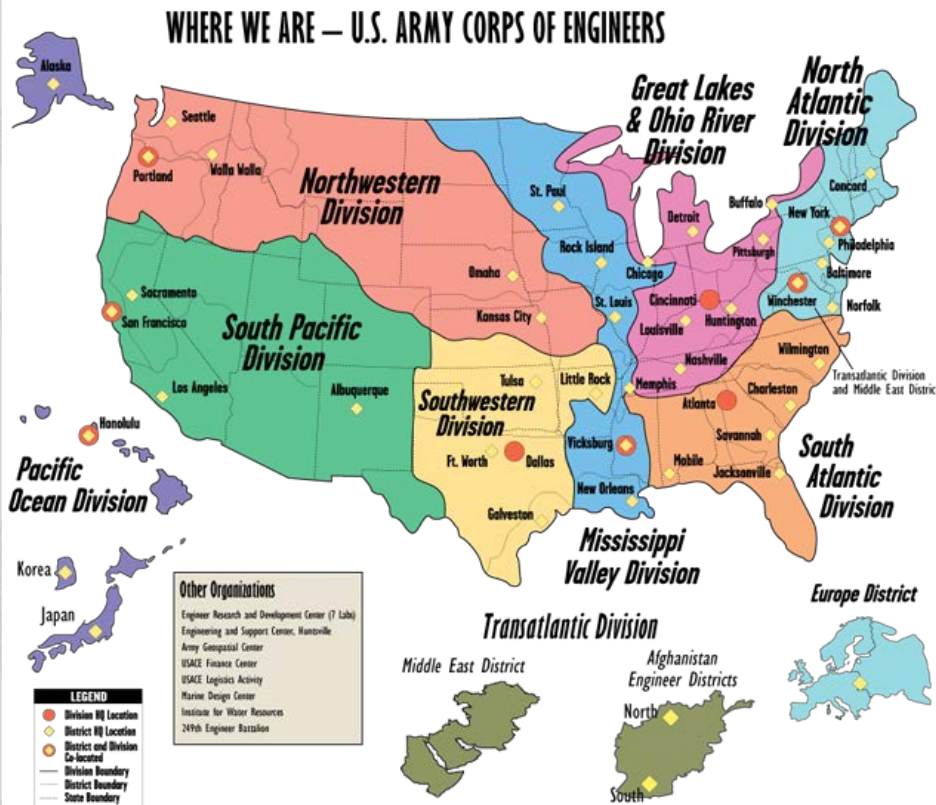 WHERE WE ARE – U.S. ARMY CORPS OF ENGINEERS
Alaska
Seattle
Walla Walla
Portland
Northwestern
Division
Omaha
Kansas City
Great Lakes
& Ohio River
Division
North
Atlantic
Division
St. Paul
Rock Island
St. Louis
Chicago
Detroit
Buffalo
Pittsburgh
Cincinnati
Louisville
Huntington
Nashville
Concord
New York
Philadelphia
Baltimore
Winchester
Norfolk
Transatlantic Division
and Middle East Distric
Sacramento
San Francisco
South Pacific
Division
Los Angeles
Albuquerque
Tulsa
Little Rock
Southwestern
Division
Ft. Worth
Dallas
Galveston
Memphis
Vicksburg
New Orleans
Mississippi
Valley Division
Wilmington
Charleston
Atlanta
Savannah
Mobile
Jacksonville
South
Atlantic
Division
Honolulu
Pacific
Ocean Division
Korea
Japan
Other Organizations
Engineer Research and Development Center (7 Labs)
Engineering and Support Center, Huntsville
Army Geospatial Center
USACE Finance Center
USACE Logistics Activity
Marine Design Center
Institute for Water Resources
249th Engineer Battalion
Transatlantic Division
Middle East District
Afghanistan
Engineer Districts
North
South
Europe District
LEGEND
Division HQ Location
District HQ Location
District and Division
Co-located
Division Boundary
District Boundary
State Boundary